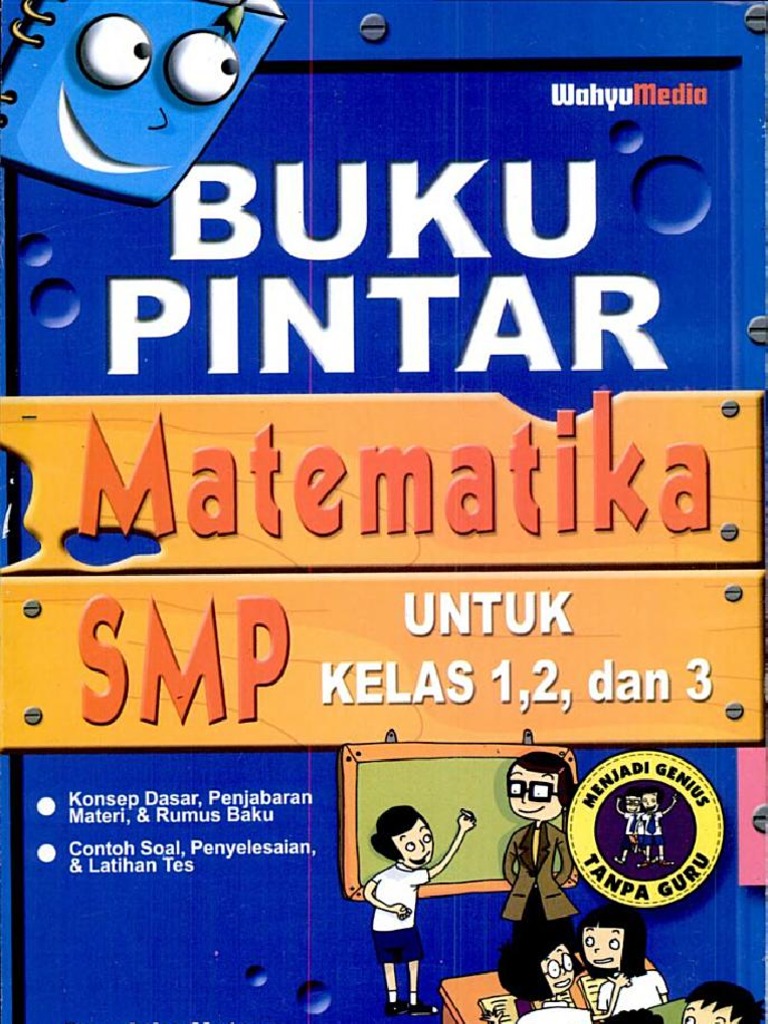 WahyuMedia
BUKU
PINTAR
Matematika
SMP
UNTUK
KELAS 1,2, dan 3
Konsep Dasar, Penjabaran
Materi, & Rumus Baku
Contoh Soal, Penyelesaian,
& Latihan Tes
MENJADI GENIUS
TANPA GURU